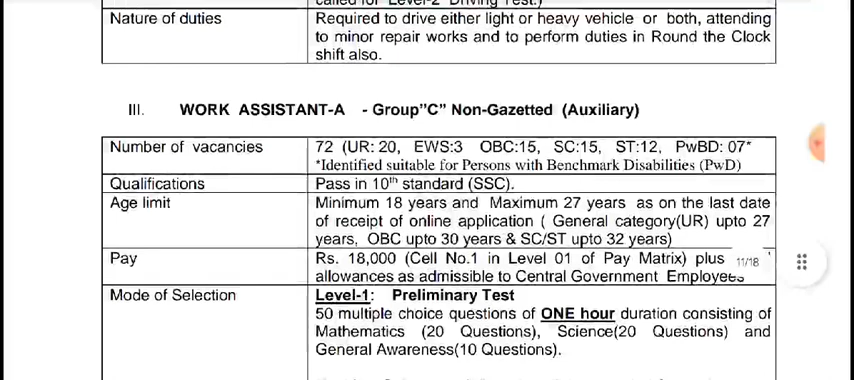 called for Level-2 Driving Test.)
Nature of duties
Required to drive either light or heavy vehicle or both, attending
to minor repair works and to perform duties in Round the Clock
shift also.
III. WORK ASSISTANT-A - Group"C" Non-Gazetted (Auxiliary)
Number of vacancies
72 (UR: 20, EWS:3 OBC:15, SC:15, ST:12, PwBD: 07*
*Identified suitable for Persons with Benchmark Disabilities (PwD)
Qualifications
Pass in 10th standard (SSC).
Age limit
Minimum 18 years and Maximum 27 years as on the last date
of receipt of online application ( General category(UR) upto 27
years, OBC upto 30 years & SC/ST upto 32 years)
Pay
Rs. 18,000 (Cell No.1 in Level 01 of Pay Matrix) plus
11/18
allowances as admissible to Central Government Employees
Mode of Selection
Level-1: Preliminary Test
50 multiple choice questions of ONE hour duration consisting of
Mathematics (20 Questions), Science(20 Questions) and
General Awareness(10 Questions).